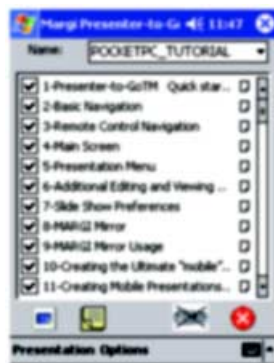 Margi Presenter-to-G 11:47
Name: POCKETPC_TUTORIAL
1-Presenter-to-GoTM Quick star...
2-Basic Navigation
3-Remote Control Navigation
4-Main Screen
5-Presentation Menu
6-Additional Editing and Viewing ...
7-Slide Show Preferences
8-MARGI Mirror
9-MARGI Mirror Usage
10-Creating the Ultimate "mobile"...
11-Creating Mobile Presentations...
Presentation Options